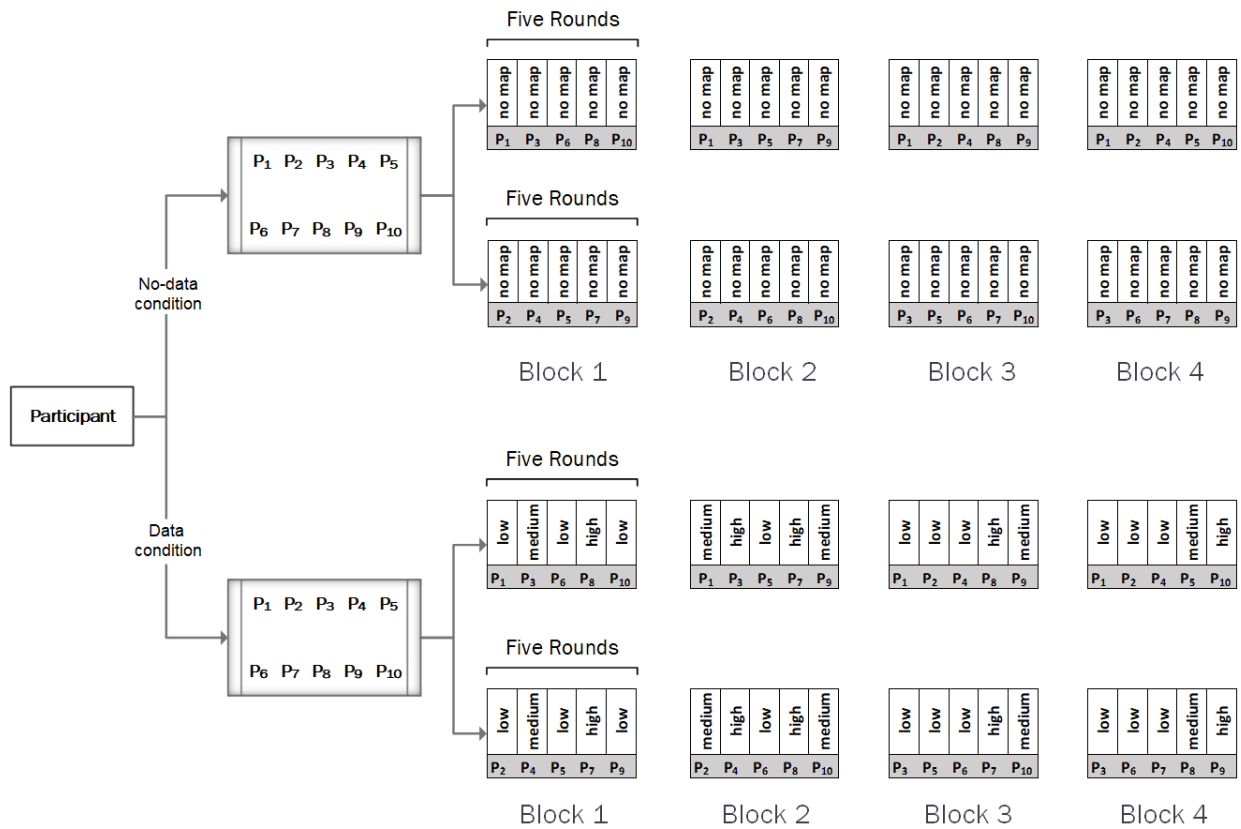 Five Rounds
no map no map no map no map no map
P₁ P₃ P₆ P₈ P₁₀
no map no map no map no map no map
P₁ P₃ P₅ P₇ P₉
no map no map no map no map no map
P₁ P₂ P₄ P₈ P₉
no map no map no map no map no map
P₁ P₂ P₄ P₅ P₁₀
P₁ P₂ P₃ P₄ P₅
P₆ P₇ P₈ P₉ P₁₀
Five Rounds
no map no map no map no map no map
P₂ P₄ P₅ P₇ P₉
no map no map no map no map no map
P₂ P₄ P₆ P₈ P₁₀
no map no map no map no map no map
P₃ P₅ P₆ P₇ P₁₀
no map no map no map no map no map
P₃ P₆ P₇ P₈ P₉
No-data
condition
Block 1
Block 2
Block 3
Block 4
Participant
Five Rounds
low medium low high low
P₁ P₃ P₆ P₈ P₁₀
medium high low high medium
P₁ P₃ P₅ P₇ P₉
low low low high medium
P₁ P₂ P₄ P₈ P₉
low low low medium high
P₁ P₂ P₄ P₅ P₁₀
Data
condition
P₁ P₂ P₃ P₄ P₅
P₆ P₇ P₈ P₉ P₁₀
Five Rounds
low medium low high low
P₂ P₄ P₅ P₇ P₉
medium high low high medium
P₂ P₄ P₆ P₈ P₁₀
low low low high medium
P₃ P₅ P₆ P₇ P₁₀
low low low medium high
P₃ P₆ P₇ P₈ P₉
Block 1
Block 2
Block 3
Block 4